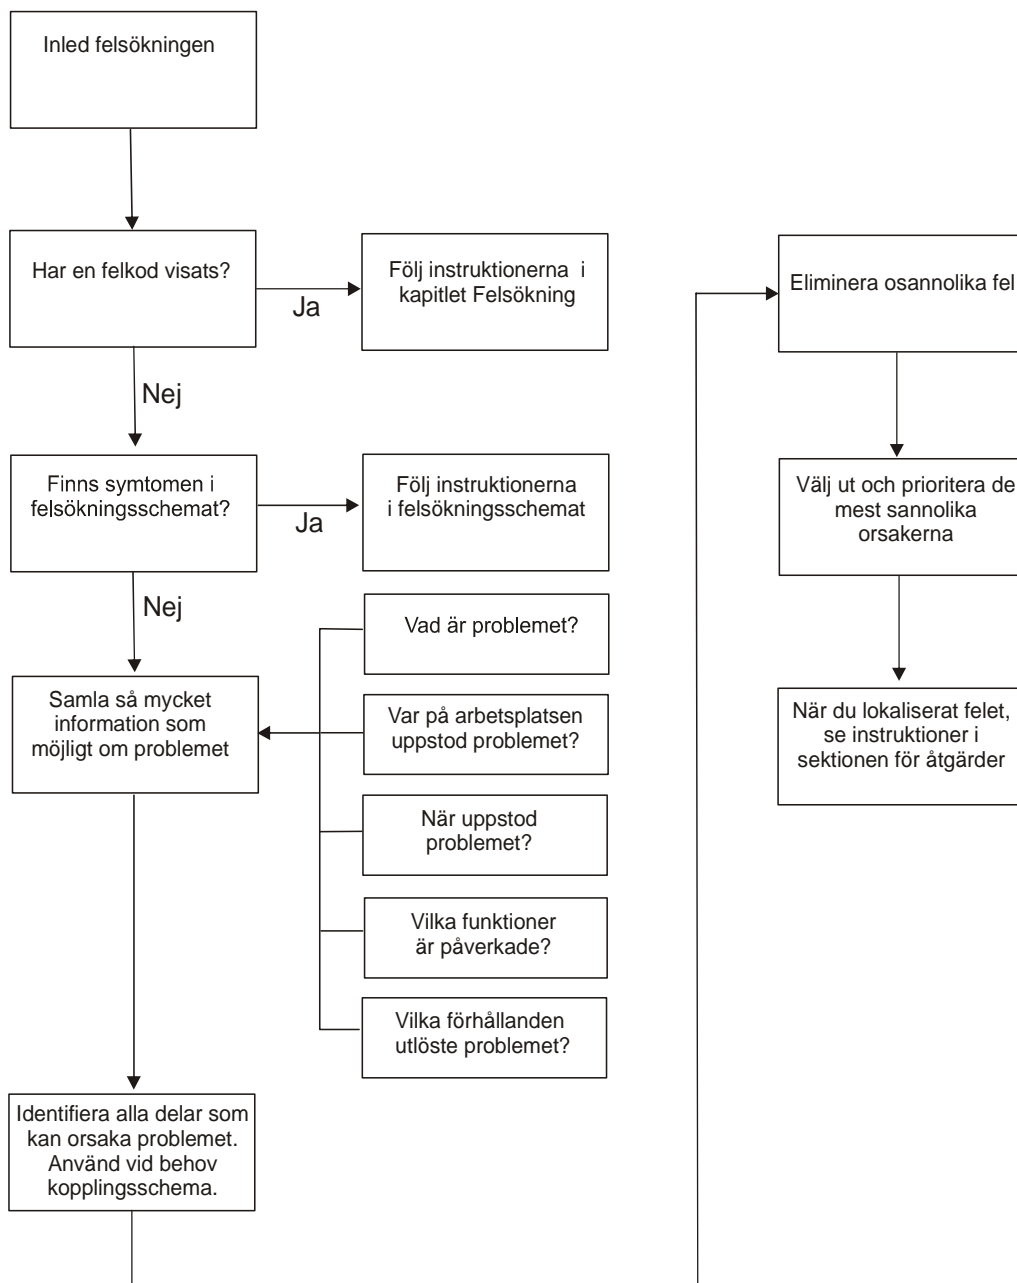 Inled felsökningen
Har en felkod visats?
Ja
Följ instruktionerna i
kapitlet Felsökning
Nej
Finns symtomen i
felsökningsschemat?
Ja
Följ instruktionerna
i felsökningsschemat
Nej
Samla så mycket
information som
möjligt om problemet
Vad är problemet?
Var på arbetsplatsen
uppstod problemet?
När uppstod
problemet?
Vilka funktioner
är påverkade?
Vilka förhållanden
utlöste problemet?
Identifiera alla delar som
kan orsaka problemet.
Använd vid behov
kopplingsschema.
Eliminera osannolika fel
Välj ut och prioritera de
mest sannolika
orsakerna
När du lokaliserat felet,
se instruktioner i
sektionen för åtgärder